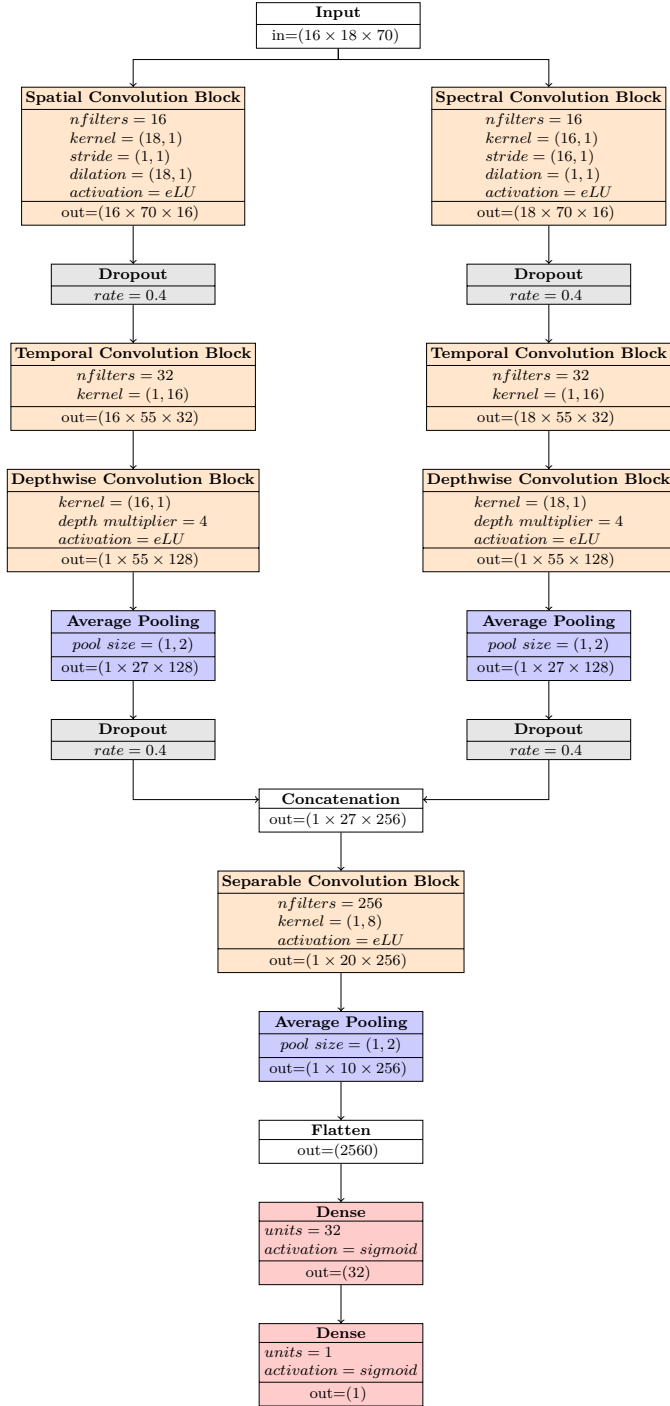 Input
in=(16 × 18 × 70)
Spatial Convolution Block
nfilters = 16
kernel = (18, 1)
stride = (1, 1)
dilation = (18, 1)
activation = eLU
out=(16 × 70 × 16)
Dropout
rate = 0.4
Temporal Convolution Block
nfilters = 32
kernel = (1, 16)
out=(16 × 55 × 32)
Depthwise Convolution Block
kernel = (16, 1)
depth multiplier = 4
activation = eLU
out=(1 × 55 × 128)
Average Pooling
pool size = (1, 2)
out=(1 × 27 × 128)
Dropout
rate = 0.4
Spectral Convolution Block
nfilters = 16
kernel = (16, 1)
stride = (16, 1)
dilation = (1, 1)
activation = eLU
out=(18 × 70 × 16)
Dropout
rate = 0.4
Temporal Convolution Block
nfilters = 32
kernel = (1, 16)
out=(18 × 55 × 32)
Depthwise Convolution Block
kernel = (18, 1)
depth multiplier = 4
activation = eLU
out=(1 × 55 × 128)
Average Pooling
pool size = (1, 2)
out=(1 × 27 × 128)
Dropout
rate = 0.4
Concatenation
out=(1 × 27 × 256)
Separable Convolution Block
nfilters = 256
kernel = (1, 8)
activation = eLU
out=(1 × 20 × 256)
Average Pooling
pool size = (1, 2)
out=(1 × 10 × 256)
Flatten
out=(2560)
Dense
units = 32
activation = sigmoid
out=(32)
Dense
units = 1
activation = sigmoid
out=(1)